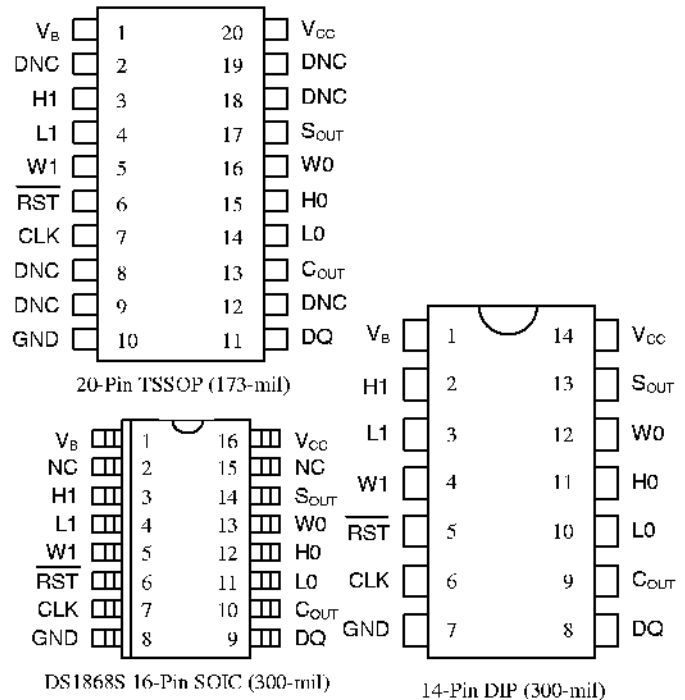 VB 1 20 VCC
DNC 2 19 DNC
H1 3 18 DNC
L1 4 17 SOUT
W1 5 16 W0
RST 6 15 H0
CLK 7 14 L0
DNC 8 13 COUT
DNC 9 12 DNC
GND 10 11 DQ
20-Pin TSSOP (173-mil)
VB 1 16 VCC
NC 2 15 NC
H1 3 14 SOUT
L1 4 13 W0
W1 5 12 H0
RST 6 11 L0
CLK 7 10 COUT
GND 8 9 DQ
DS1868S 16-Pin SOIC (300-mil)
VB 1 14 VCC
H1 2 13 SOUT
L1 3 12 W0
W1 4 11 H0
RST 5 10 L0
CLK 6 9 COUT
GND 7 8 DQ
14-Pin DIP (300-mil)